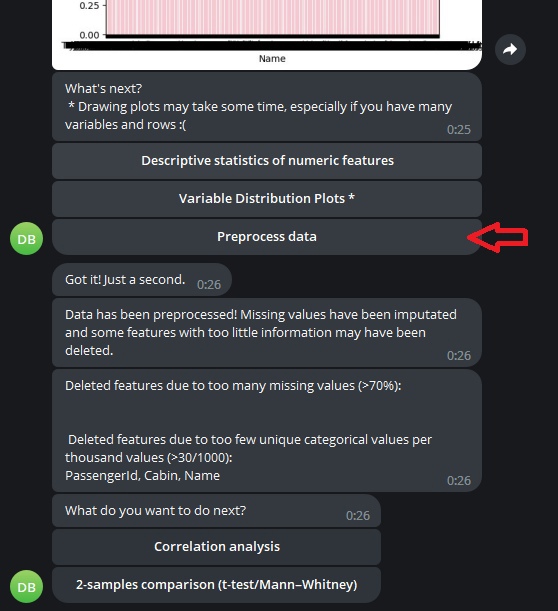 0.25
0.00
Name
What's next?
* Drawing plots may take some time, especially if you have many
variables and rows :(
0:25
Descriptive statistics of numeric features
Variable Distribution Plots *
DB
Preprocess data
Got it! Just a second.
0:26
Data has been preprocessed! Missing values have been imputated
and some features with too little information may have been
deleted.
0:26
Deleted features due to too many missing values (>70%):
Deleted features due to too few unique categorical values per
thousand values (>30/1000):
PassengerId, Cabin, Name
0:26
What do you want to do next?
0:26
Correlation analysis
DB
2-samples comparison (t-test/Mann–Whitney)